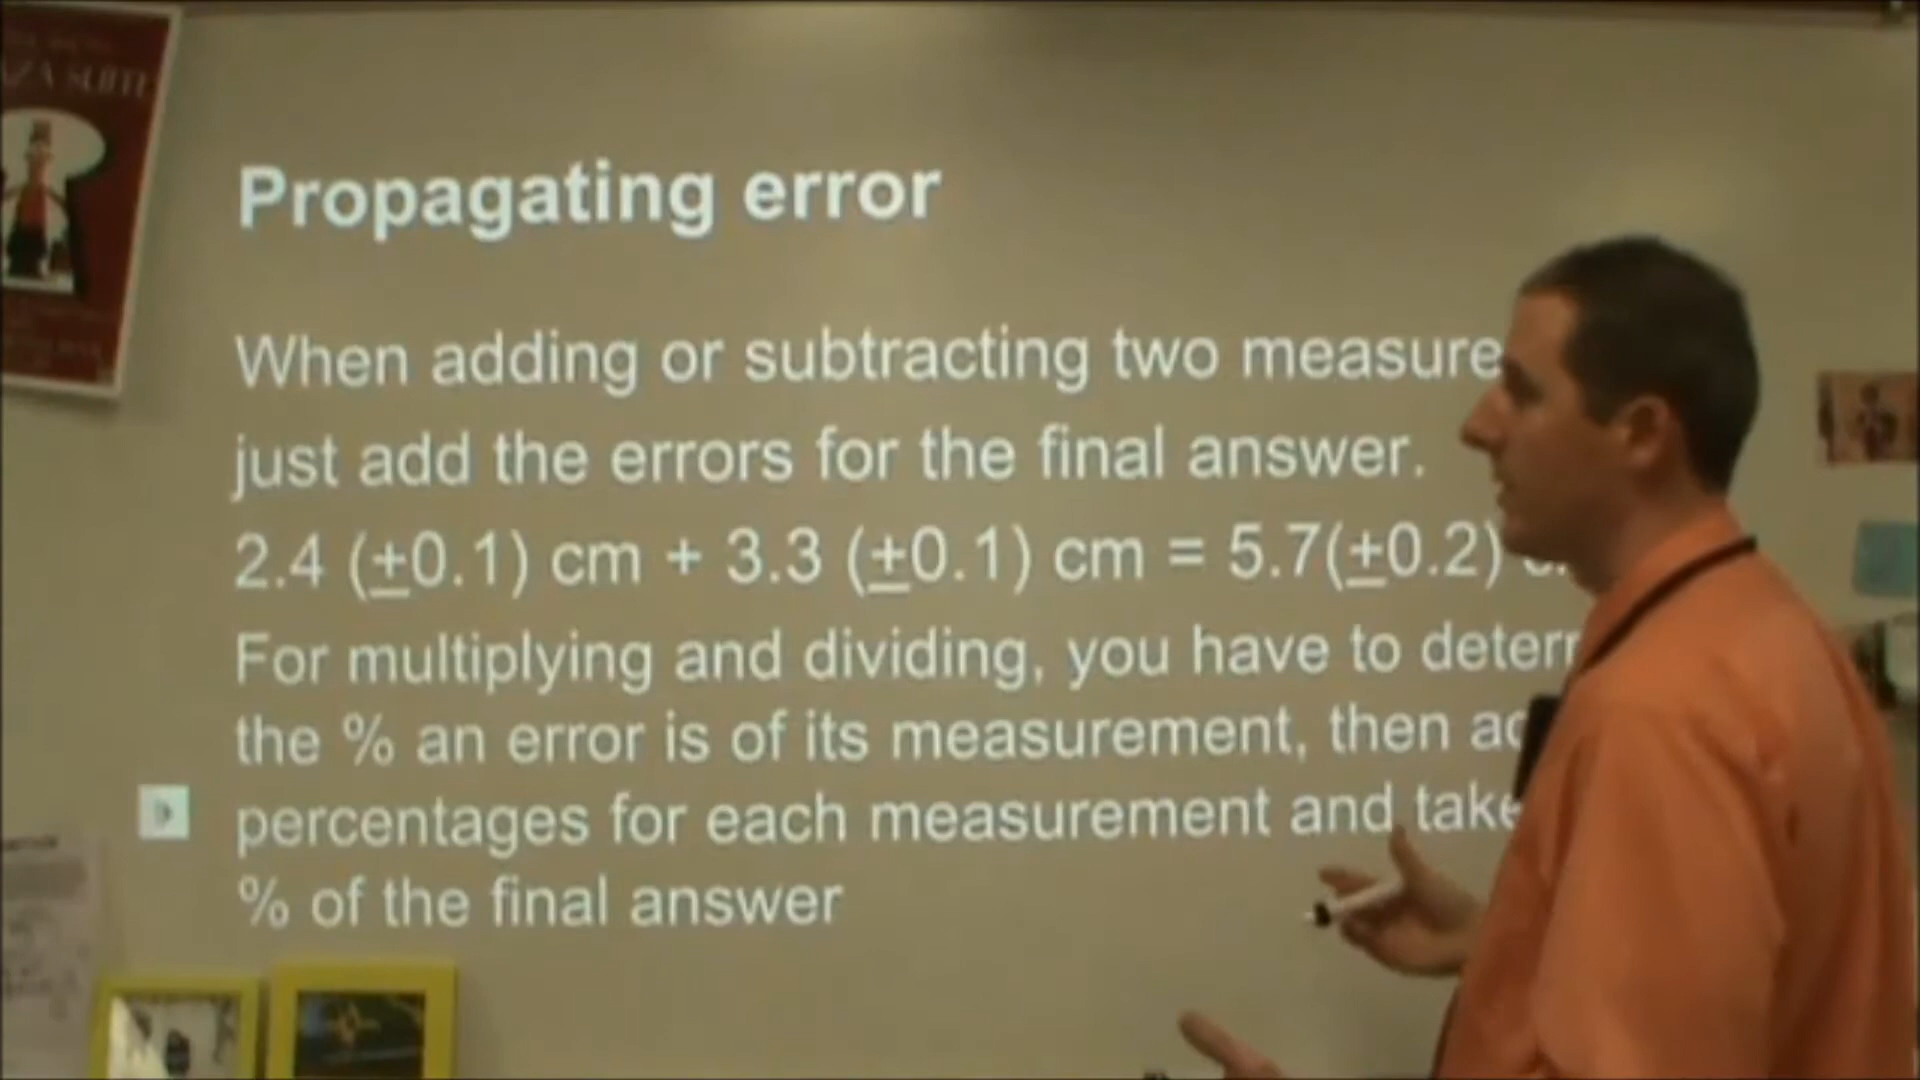 Propagating error
When adding or subtracting two measure
just add the errors for the final answer.
2.4 (±0.1) cm + 3.3 (±0.1) cm = 5.7(±0.2)
For multiplying and dividing, you have to deter
the % an error is of its measurement, then
percentages for each measurement and take
% of the final answer